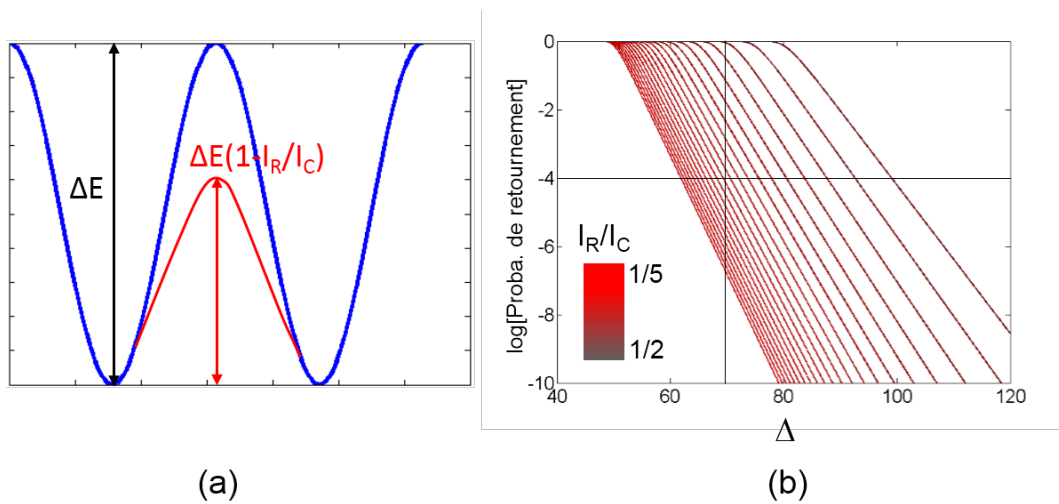 ΔE
ΔE(1-I_R/I_C)
(a)
log[Proba. de retournement]
0
-2
-4
-6
-8
-10
I_R/I_C
1/5
1/2
40
60
80
100
120
Δ
(b)